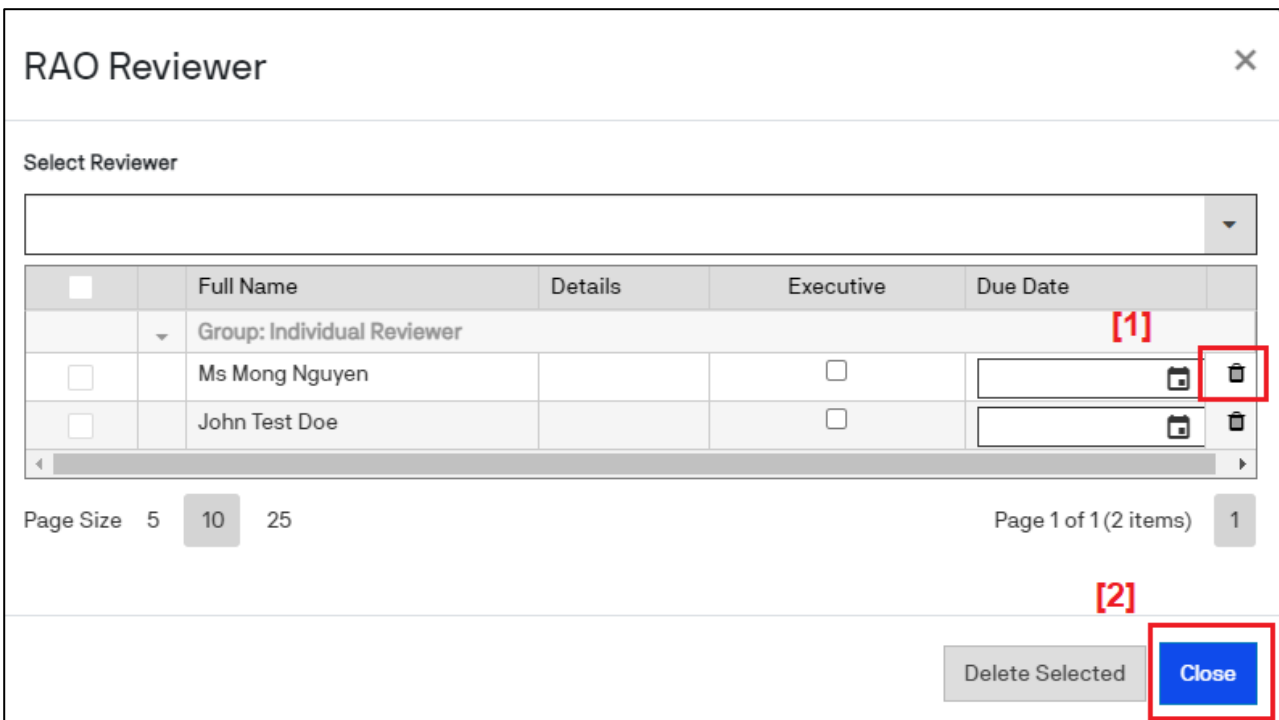 RAO Reviewer
Select Reviewer
Full Name Details Executive Due Date
Group: Individual Reviewer [1]
Ms Mong Nguyen
John Test Doe
Page Size 5 10 25 Page 1 of 1 (2 items) 1
[2]
Delete Selected Close